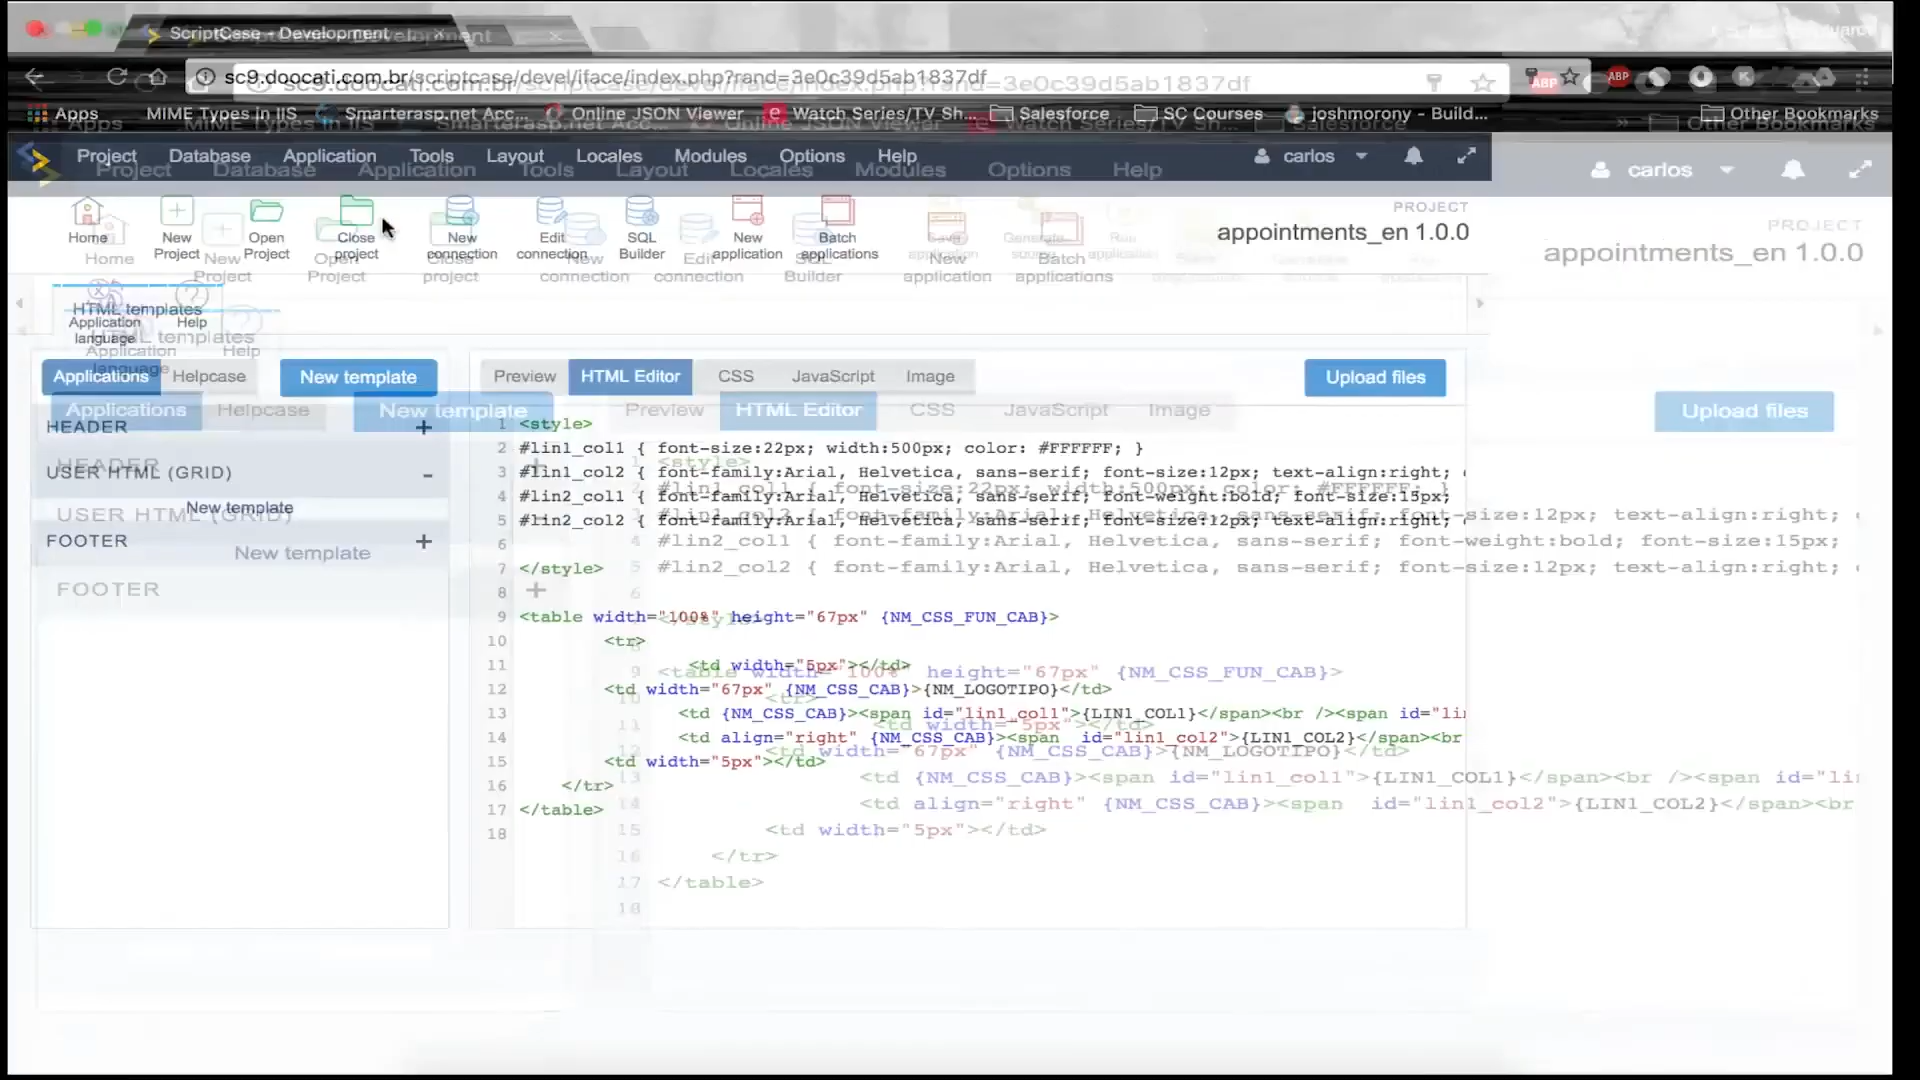 ScriptCase - Development
sc9.doocati.com.br/scriptcase/devel/iface/index.php?rand=3e0c39d5ab1837df
ABP
Apps MIME Types in IIS Smarterasp.net Acc... Online JSON Viewer Watch Series/TV Sh... Salesforce SC Courses joshmorony - Build... Other Bookmarks
Project Database Application Tools Layout Locales Modules Options Help carlos
Home New Project Open Project Close project New connection Edit connection SQL Builder New application Batch applications
PROJECT
appointments_en 1.0.0
HTML templates
Application language Help
Applications Helpcase New template
Preview HTML Editor CSS JavaScript Image Upload files
HEADER +
USER HTML (GRID) -
New template
FOOTER +
1 <style>
2 #lin1_col1 { font-size:22px; width:500px; color: #FFFFFF; }
3 #lin1_col2 { font-family:Arial, Helvetica, sans-serif; font-size:12px; text-align:right;
4 #lin2_col1 { font-family:Arial, Helvetica, sans-serif; font-weight:bold; font-size:15px;
5 #lin2_col2 { font-family:Arial, Helvetica, sans-serif; font-size:12px; text-align:right;
6
7 </style>
8
9 <table width="100%" height="67px" {NM_CSS_FUN_CAB}>
10 <tr>
11 <td width="5px"></td>
12 <td width="67px" {NM_CSS_CAB}>{NM_LOGOTIPO}</td>
13 <td {NM_CSS_CAB}><span id="lin1_col1">{LIN1_COL1}</span><br /><span id="li
14 <td align="right" {NM_CSS_CAB}><span id="lin1_col2">{LIN1_COL2}</span><br
15 <td width="5px"></td>
16 </tr>
17 </table>
18